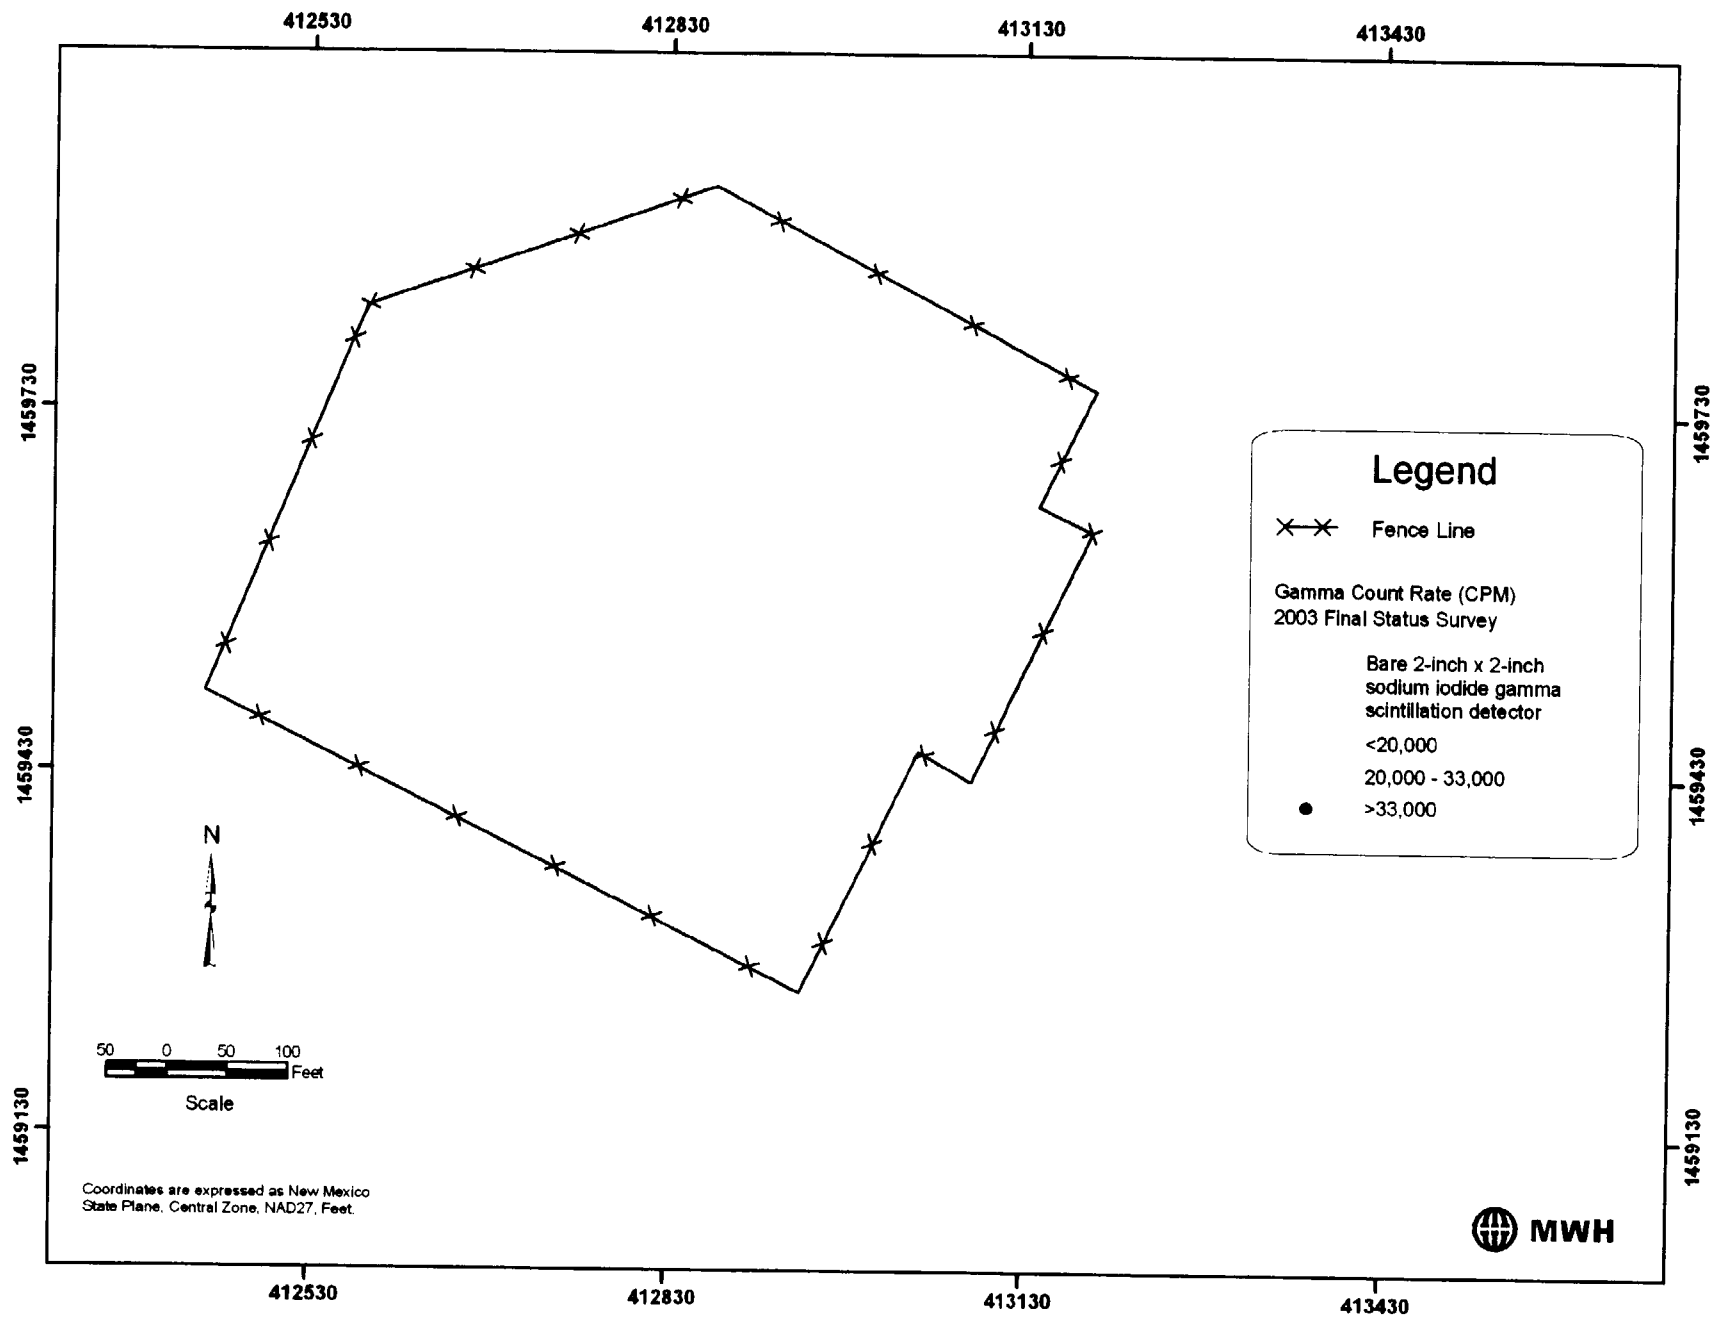 412530
412830
413130
413430
1459730
1459730
Legend
Fence Line
Gamma Count Rate (CPM)
2003 Final Status Survey
Bare 2-inch x 2-inch
sodium iodide gamma
scintillation detector
<20,000
20,000 - 33,000
>33,000
1459430
1459430
N
50 0 50 100
Feet
Scale
1459130
1459130
Coordinates are expressed as New Mexico
State Plane, Central Zone, NAD27, Feet.
MWH
412530
412830
413130
413430